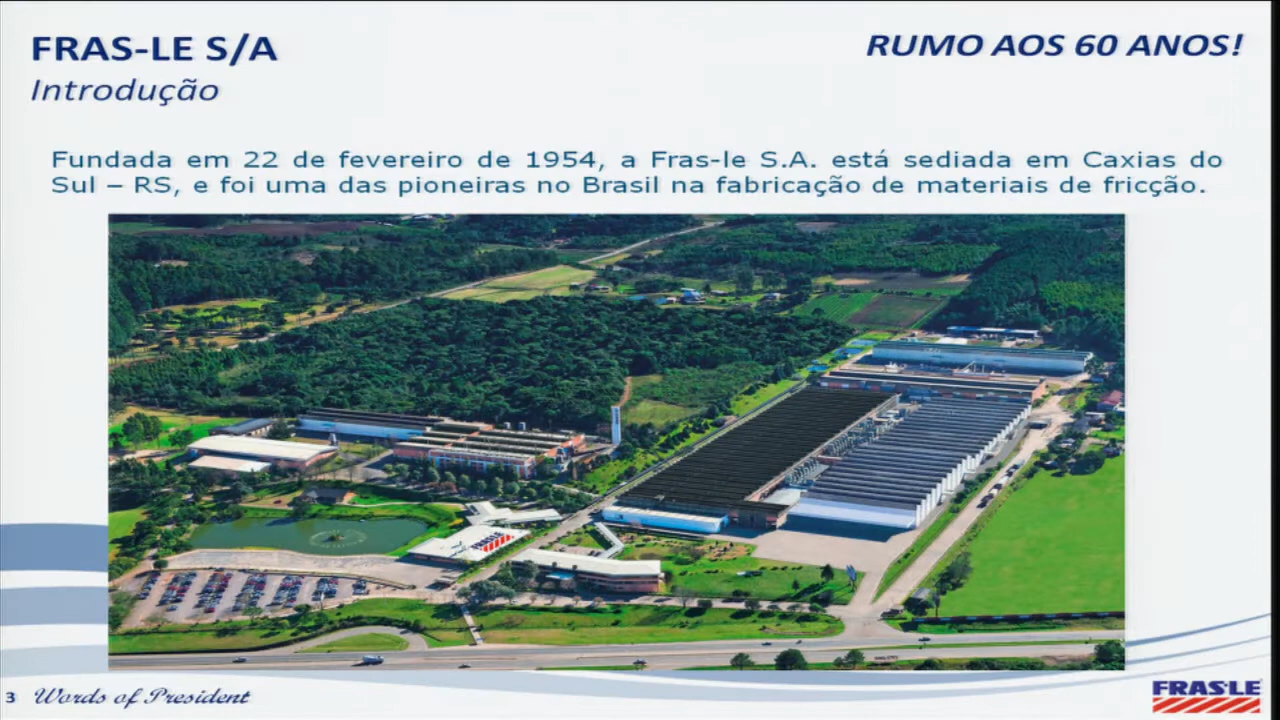 FRAS-LE S/A
RUMO AOS 60 ANOS!
Introdução
Fundada em 22 de fevereiro de 1954, a Fras-le S.A. está sediada em Caxias do
Sul – RS, e foi uma das pioneiras no Brasil na fabricação de materiais de fricção.
FRAS-LE
3 Words of President
FRAS-LE